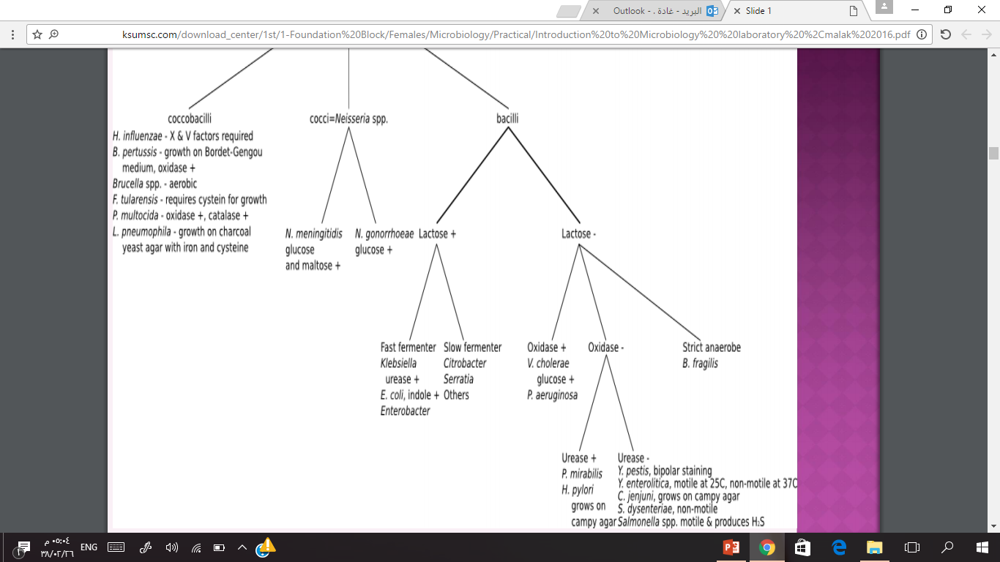 Outlook - . البريد - غادة
Slide 1
ksumsc.com/download_center/1st/1-Foundation%20Block/Females/Microbiology/Practical/Introduction%20to%20Microbiology%20%20laboratory%20%2Cmalak%202016.pdf
coccobacilli
H. influenzae - X & V factors required
B. pertussis - growth on Bordet-Gengou
medium, oxidase +
Brucella spp. - aerobic
F. tularensis - requires cystein for growth
P. multocida - oxidase +, catalase +
L. pneumophila - growth on charcoal
yeast agar with iron and cysteine
cocci=Neisseria spp.
N. meningitidis
glucose
and maltose +
N. gonorrhoeae
glucose +
bacilli
Lactose +
Lactose -
Fast fermenter
Klebsiella
urease +
E. coli, indole +
Enterobacter
Slow fermenter
Citrobacter
Serratia
Others
Oxidase +
V. cholerae
glucose +
P. aeruginosa
Oxidase -
Strict anaerobe
B. fragilis
Urease +
P. mirabilis
H. pylori
grows on
campy agar
Urease -
Y. pestis, bipolar staining
Y. enterolitica, motile at 25C, non-motile at 37C
C. jenjuni, grows on campy agar
S. dysenteriae, non-motile
Salmonella spp. motile & produces H₂S
٠٥:٠٤ م
٣٨/٠٢/٢٦
ENG